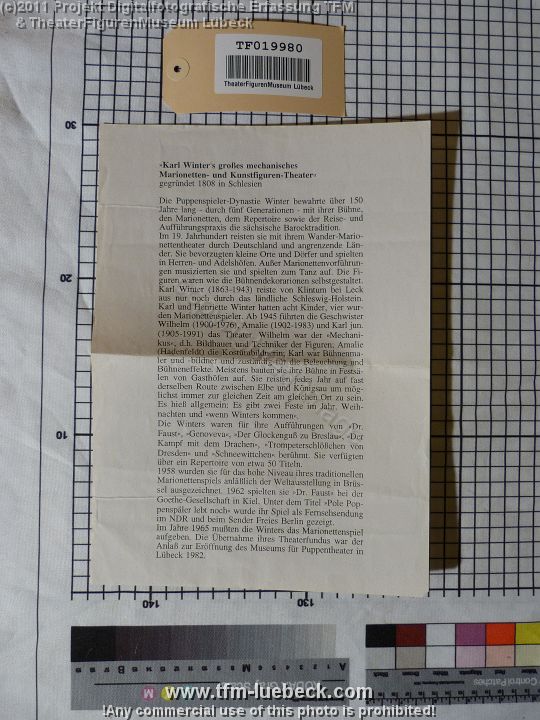 (c)2011 Projekt Digitalfotografische Erfassung TFM
& TheaterFigurenMuseum Lübeck
TF019980
TheaterFigurenMuseum Lübeck
30
20
10
»Karl Winter's großes mechanisches
Marionetten- und Kunstfiguren-Theater«
gegründet 1808 in Schlesien
Die Puppenspieler-Dynastie Winter bewahrte über 150
Jahre lang - durch fünf Generationen - mit ihrer Bühne,
den Marionetten, dem Repertoire sowie der Reise- und
Aufführungspraxis die sächsische Barocktradition.
Im 19. Jahrhundert reisten sie mit ihrem Wander-Mario-
nettentheater durch Deutschland und angrenzende Län-
der. Sie bevorzugten kleine Orte und Dörfer und spielten
in Herren- und Adelshöfen. Außer Marionettenvorführun-
gen musizierten sie und spielten zum Tanz auf. Die Fi-
guren waren wie die Bühnendekorationen selbstgestaltet.
Karl Winter (1863-1943) reiste von Klintum bei Leck
aus nur noch durch das ländliche Schleswig-Holstein.
Karl und Henriette Winter hatten acht Kinder, vier wur-
den Marionettenspieler. Ab 1945 führten die Geschwister
Wilhelm (1900-1976), Amalie (1902-1983) und Karl jun.
(1905-1991) das Theater. Wilhelm war der »Mechani-
kus«, d.h. Bildhauer und Techniker der Figuren, Amalie
(Hadenfeldt) die Kostümbildnerin, Karl war Bühnenma-
ler und -bildner und zuständig für die Beleuchtung und
Bühneneffekte. Meistens bauten sie ihre Bühne in Festsä-
len von Gasthöfen auf. Sie reisten jedes Jahr auf fast
derselben Route zwischen Elbe und Königsau um mög-
lichst immer zur gleichen Zeit am gleichen Ort zu sein.
Es hieß allgemein: Es gibt zwei Feste im Jahr, Weih-
nachten und »wenn Winters kommen«.
Die Winters waren für ihre Aufführungen von »Dr.
Faust«, »Genoveva«, »Der Glockenguß zu Breslau«, »Der
Kampf mit dem Drachen«, »Trompeterschlößchen von
Dresden« und »Schneewittchen« berühmt. Sie verfügten
über ein Repertoire von etwa 50 Titeln.
1958 wurden sie für das hohe Niveau ihres traditionellen
Marionettenspiels anläßlich der Weltausstellung in Brüs-
sel ausgezeichnet. 1962 spielten sie »Dr. Faust« bei der
Goethe-Gesellschaft in Kiel. Unter dem Titel »Pole Pop-
penspäler lebt noch« wurde ihr Spiel als Fernsehsendung
im NDR und beim Sender Freies Berlin gezeigt.
Im Jahre 1965 mußten die Winters das Marionettenspiel
aufgeben. Die Übernahme ihres Theaterfundus war der
Anlaß zur Eröffnung des Museums für Puppentheater in
Lübeck 1982.
140
130
www.tfm-luebeck.com
[Any commercial use of this photo is prohibited!]